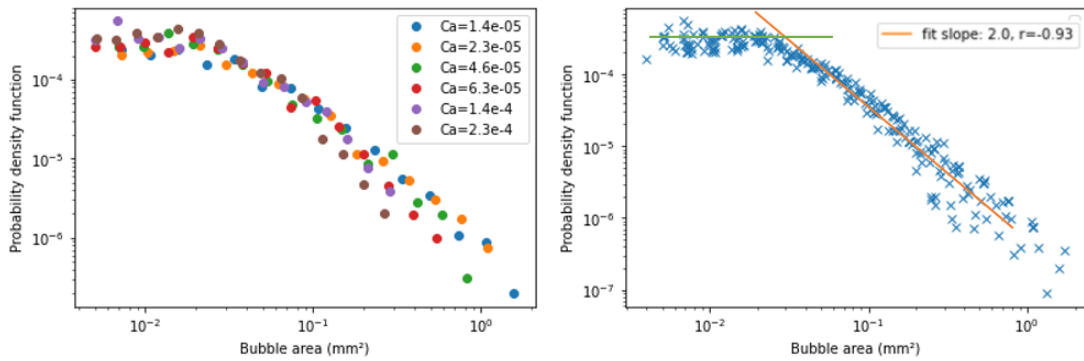 Probability density function
10⁻⁴
10⁻⁵
10⁻⁶
Ca=1.4e-05
Ca=2.3e-05
Ca=4.6e-05
Ca=6.3e-05
Ca=1.4e-4
Ca=2.3e-4
10⁻² 10⁻¹ 10⁰
Bubble area (mm²)
Probability density function
10⁻⁴
10⁻⁵
10⁻⁶
10⁻⁷
fit slope: 2.0, r=-0.93
10⁻² 10⁻¹ 10⁰
Bubble area (mm²)